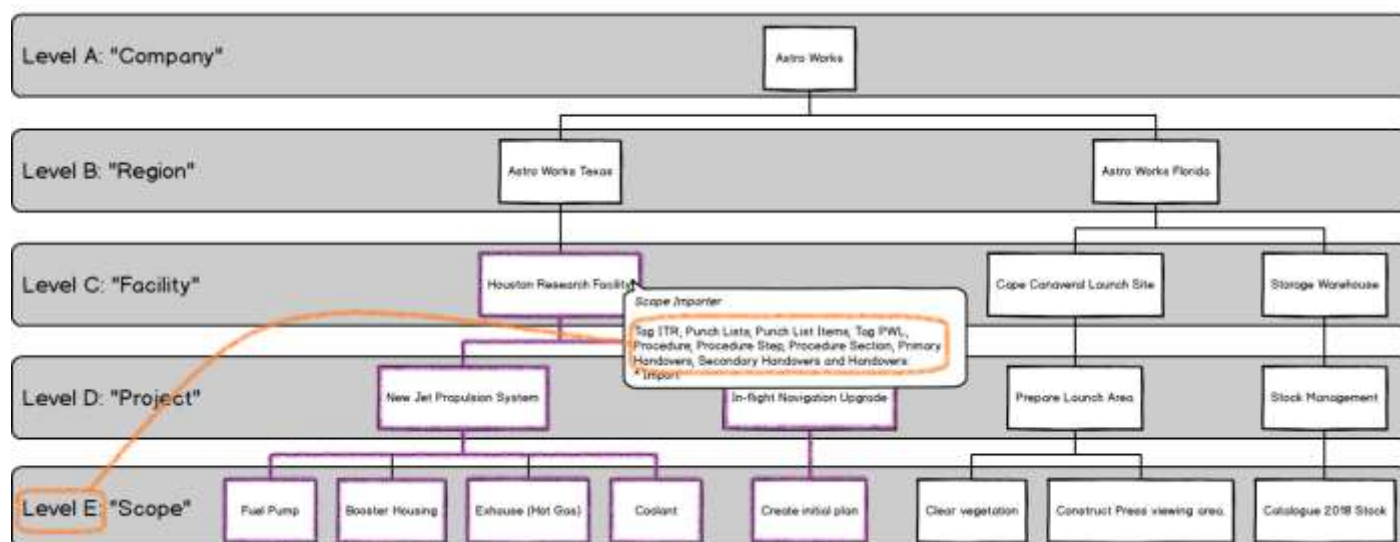 Level A: "Company"
Astro Works
Level B: "Region"
Astro Works Texas
Astro Works Florida
Level C: "Facility"
Houston Research Facility
Cape Canaveral Launch Site
Storage Warehouse
Scope Importer
Tag ITR, Punch Lists, Punch List Items, Tag PWL,
Procedure, Procedure Step, Procedure Section, Primary
Handovers, Secondary Handovers and Handovers
* Import
Level D: "Project"
New Jet Propulsion System
In-flight Navigation Upgrade
Prepare Launch Area
Stock Management
Level E: "Scope"
Fuel Pump
Booster Housing
Exhouse (Hot Gas)
Coolant
Create initial plan
Clear vegetation
Construct Press viewing area.
Catalogue 2018 Stock